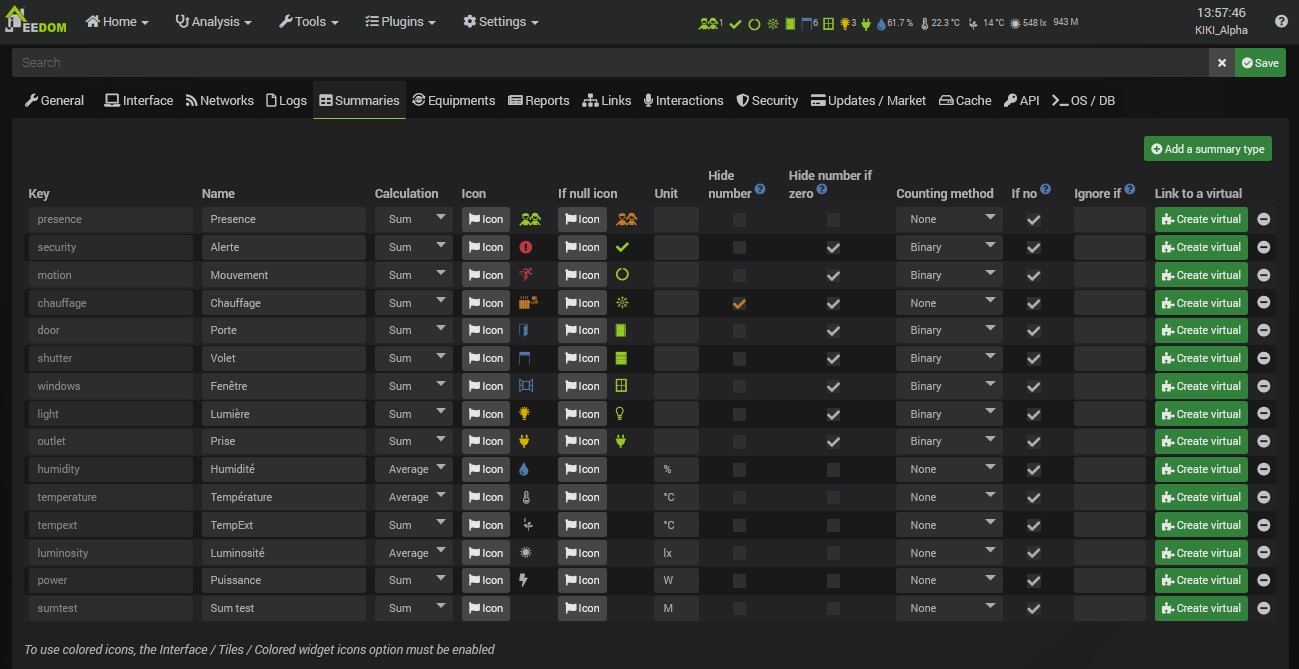 EEDOM Home Analysis Tools Plugins Settings 1 6 3 61.7 % 22.3 °C 14 °C 548 lx 943 M 13:57:46
KIKI_Alpha
Search Save
General Interface Networks Logs Summaries Equipments Reports Links Interactions Security Updates / Market Cache API OS / DB
Add a summary type
Key Name Calculation Icon If null icon Unit Hide number Hide number if zero Counting method If no Ignore if Link to a virtual
presence Presence Sum Icon Icon None Create virtual
security Alerte Sum Icon Icon Binary Create virtual
motion Mouvement Sum Icon Icon Binary Create virtual
chauffage Chauffage Sum Icon Icon None Create virtual
door Porte Sum Icon Icon Binary Create virtual
shutter Volet Sum Icon Icon Binary Create virtual
windows Fenêtre Sum Icon Icon Binary Create virtual
light Lumière Sum Icon Icon Binary Create virtual
outlet Prise Sum Icon Icon Binary Create virtual
humidity Humidité Average Icon Icon % None Create virtual
temperature Température Average Icon Icon °C None Create virtual
tempext TempExt Sum Icon Icon °C None Create virtual
luminosity Luminosité Average Icon Icon lx None Create virtual
power Puissance Sum Icon Icon W None Create virtual
sumtest Sum test Sum Icon Icon M None Create virtual
To use colored icons, the Interface / Tiles / Colored widget icons option must be enabled